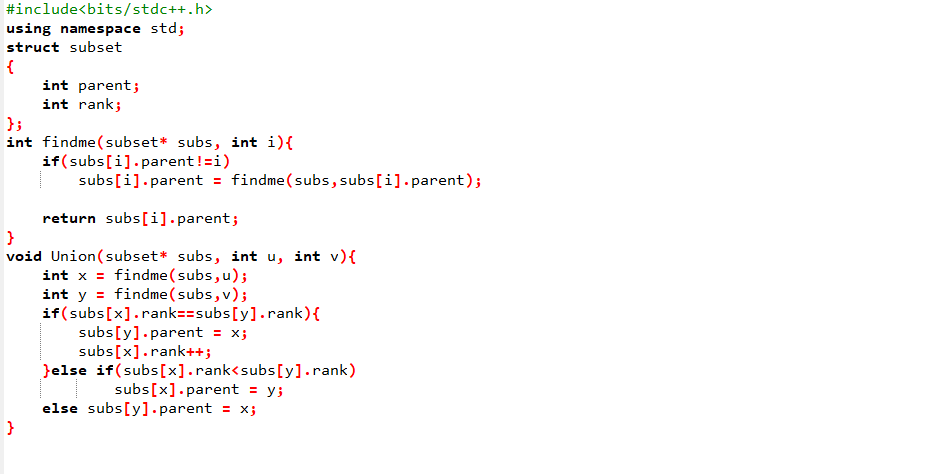 #include<bits/stdc++.h>
using namespace std;
struct subset
{
    int parent;
    int rank;
};
int findme(subset* subs, int i){
    if(subs[i].parent!=i)
        subs[i].parent = findme(subs,subs[i].parent);

    return subs[i].parent;
}
void Union(subset* subs, int u, int v){
    int x = findme(subs,u);
    int y = findme(subs,v);
    if(subs[x].rank==subs[y].rank){
        subs[y].parent = x;
        subs[x].rank++;
    }else if(subs[x].rank<subs[y].rank)
            subs[x].parent = y;
    else subs[y].parent = x;
}